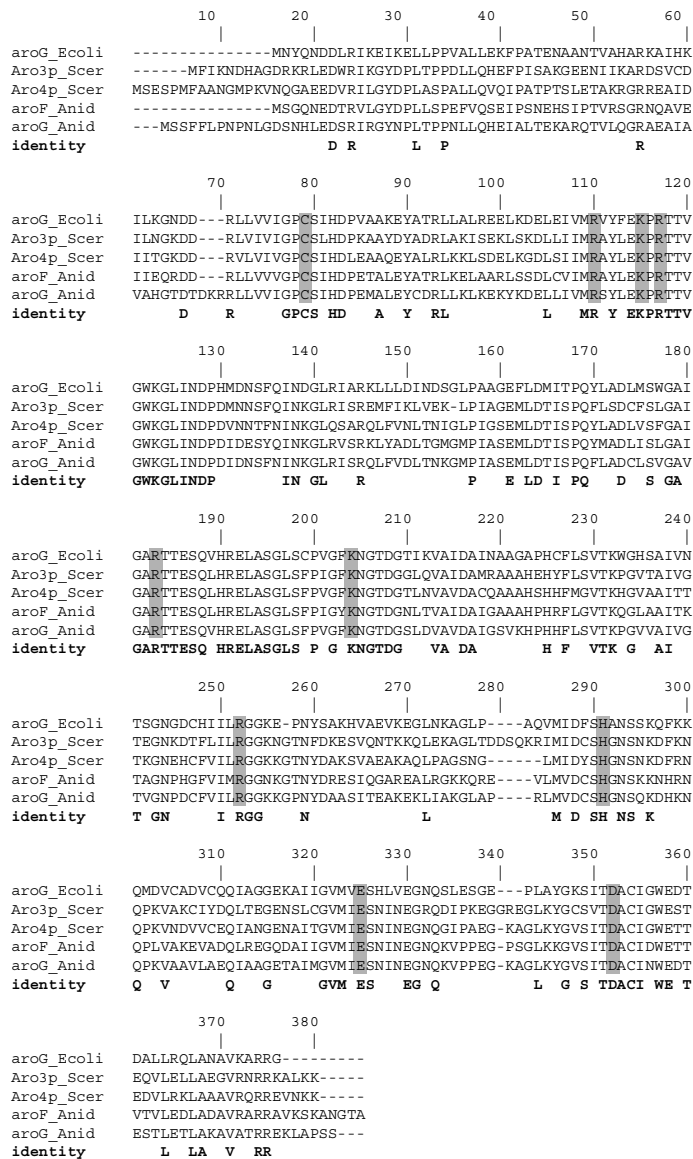 10 20 30 40 50 60
| | | | | |
aroG_Ecoli ---------------MNYQNDDLRIKEIKELLPPVALLEKFPATENAANTVAHARKAIHK
Aro3p_Scer ------MFIKNDHAGDRKRLEDWRIKGYDPLTPPDLLQHEFPISAKGEENIIKARDSVCD
Aro4p_Scer MSESPMFAANGMPKVNQGAEEDVRILGYDPLASPALLQVQIPATPTSLETAKRGRREAID
aroF_Anid ---------------MSGQNEDTRVLGYDPLLSPEFVQSEIPSNEHSIPTVRSGRNQAVE
aroG_Anid ---MSSFFLPNPNLGDSNHLEDSRIRGYNPLTPPNLLQHEIALTEKARQTVLQGRAEAIA
identity D R L P R
70 80 90 100 110 120
| | | | | |
aroG_Ecoli ILKGNDD---RLLVVIGPCSIHDPVAAKEYATRLLALREELKDELEIVMRVYFEKPRTTV
Aro3p_Scer ILNGKDD---RLVIVIGPCSLHDPKAAYDYADRLAKISEKLSKDLLIIMRAYLEKPRTTV
Aro4p_Scer IITGKDD---RVLVIVGPCSIHDLEAAQEYALRLKKLSDELKGDLSIIMRAYLEKPRTTV
aroF_Anid IIEQRDD---RLLVVVGPCSIHDPETALEYATRLKELAARLSSDLCVIMRAYLEKPRTTV
aroG_Anid VAHGTDTDKRRLLVVIGPCSIHDPEMALEYCDRLLKLKEKYKDELLIVMRSYLEKPRTTV
identity D R GPCS HD A Y RL L MR Y EKPRTTV
130 140 150 160 170 180
| | | | | |
aroG_Ecoli GWKGLINDPHMDNSFQINDGLRIARKLLLDINDSGLPAAGEFLDMITPQYLADLMSWGAI
Aro3p_Scer GWKGLINDPDMNNSFQINKGLRISREMFIKLVEK-LPIAGEMLDTISPQFLSDCFSLGAI
Aro4p_Scer GWKGLINDPDVNNTFNINKGLQSARQLFVNLTNIGLPIGSEMLDTISPQYLADLVSFGAI
aroF_Anid GWKGLINDPDIDESYQINKGLRVSRKLYADLTGMGMPIASEMLDTISPQYMADLISLGAI
aroG_Anid GWKGLINDPDIDNSFNINKGLRISRQLFVDLTNKGMPIASEMLDTISPQFLADCLSVGAV
identity GWKGLINDP IN GL R P E LD I PQ D S GA
190 200 210 220 230 240
| | | | | |
aroG_Ecoli GARTTESQVHRELASGLSCPVGFKNGTDGTIKVAIDAINAAGAPHCFLSVTKWGHSAIVN
Aro3p_Scer GARTTESQLHRELASGLSFPIGFKNGTDGGLQVAIDAMRAAAHEHYFLSVTKPGVTAIVG
Aro4p_Scer GARTTESQLHRELASGLSFPVGFKNGTDGTLNVAVDACQAAAHSHHFMGVTKHGVAAITT
aroF_Anid GARTTESQLHRELASGLSFPIGYKNGTDGNLTVAIDAIGAAAHPHRFLGVTKQGLAAITK
aroG_Anid GARTTESQVHRELASGLSFPVGFKNGTDGSLDVAVDAIGSVKHPHHFLSVTKPGVVAIVG
identity GARTTESQ HRELASGLS P G KNGTDG VA DA H F VTK G AI
250 260 270 280 290 300
| | | | | |
aroG_Ecoli TSGNGDCHIILRGGKE-PNYSAKHVAEVKEGLNKAGLP----AQVMIDFSHANSSKQFKK
Aro3p_Scer TEGNKDTFLILRGGKNGTNFDKESVQNTKKQLEKAGLTDDSQKRIMIDCSHGNSNKDFKN
Aro4p_Scer TKGNEHCFVILRGGKKGTNYDAKSVAEAKAQLPAGSNG------LMIDYSHGNSNKDFRN
aroF_Anid TAGNPHGFVIMRGGNKGTNYDRESIQGAREALRGKKQRE----VLMVDCSHGNSKKNHRN
aroG_Anid TVGNPDCFVILRGGKKGPNYDAASITEAKEKLIAKGLAP----RLMVDCSHGNSQKDHKN
identity T GN I RGG N L M D SH NS K
310 320 330 340 350 360
| | | | | |
aroG_Ecoli QMDVCADVCQQIAGGEKAIIGVMVESHLVEGNQSLESGE---PLAYGKSITDACIGWEDT
Aro3p_Scer QPKVAKCIYDQLTEGENSLCGVMIESNINEGRQDIPKEGGREGLKYGCSVTDACIGWEST
Aro4p_Scer QPKVNDVVCEQIANGENAITGVMIESNINEGNQGIPAEG-KAGLKYGVSITDACIGWETT
aroF_Anid QPLVAKEVADQLREGQDAIIGVMIESNINEGNQKVPPEG-PSGLKKGVSITDACIDWETT
aroG_Anid QPKVAAVLAEQIAAGETAIMGVMIESNINEGNQKVPPEG-KAGLKYGVSITDACINWEDT
identity Q V Q G GVM ES EG Q L G S TDACI WE T
370 380
| |
aroG_Ecoli DALLRQLANAVKARRG---------
Aro3p_Scer EQVLELLAEGVRNRRKALKK-----
Aro4p_Scer EDVLRKLAAAVRQRREVNKK-----
aroF_Anid VTVLEDLADAVRARRAVKSKANGTA
aroG_Anid ESTLETLAKAVATRREKLAPSS---
identity L LA V RR